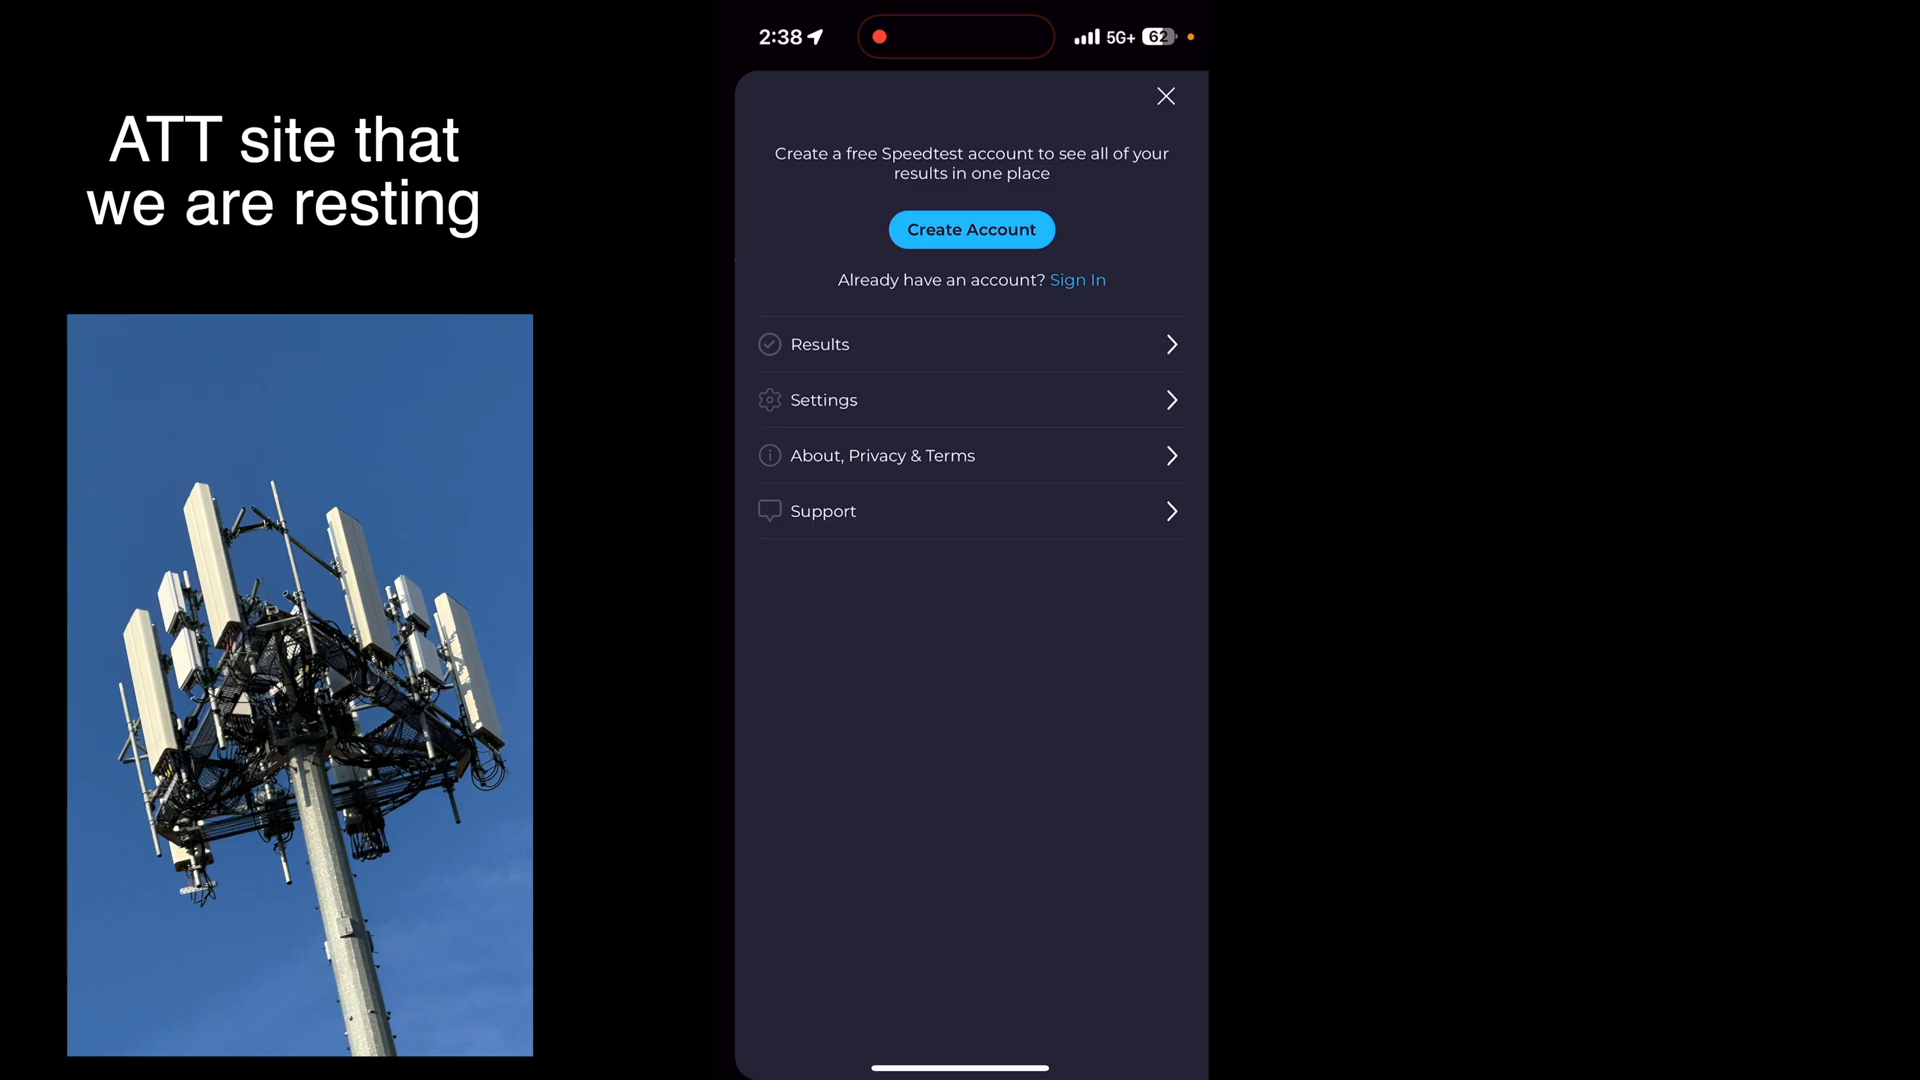 ATT site that
we are resting
2:38
5G+
62
Create a free Speedtest account to see all of your
results in one place
Create Account
Already have an account? Sign In
Results
Settings
About, Privacy & Terms
Support